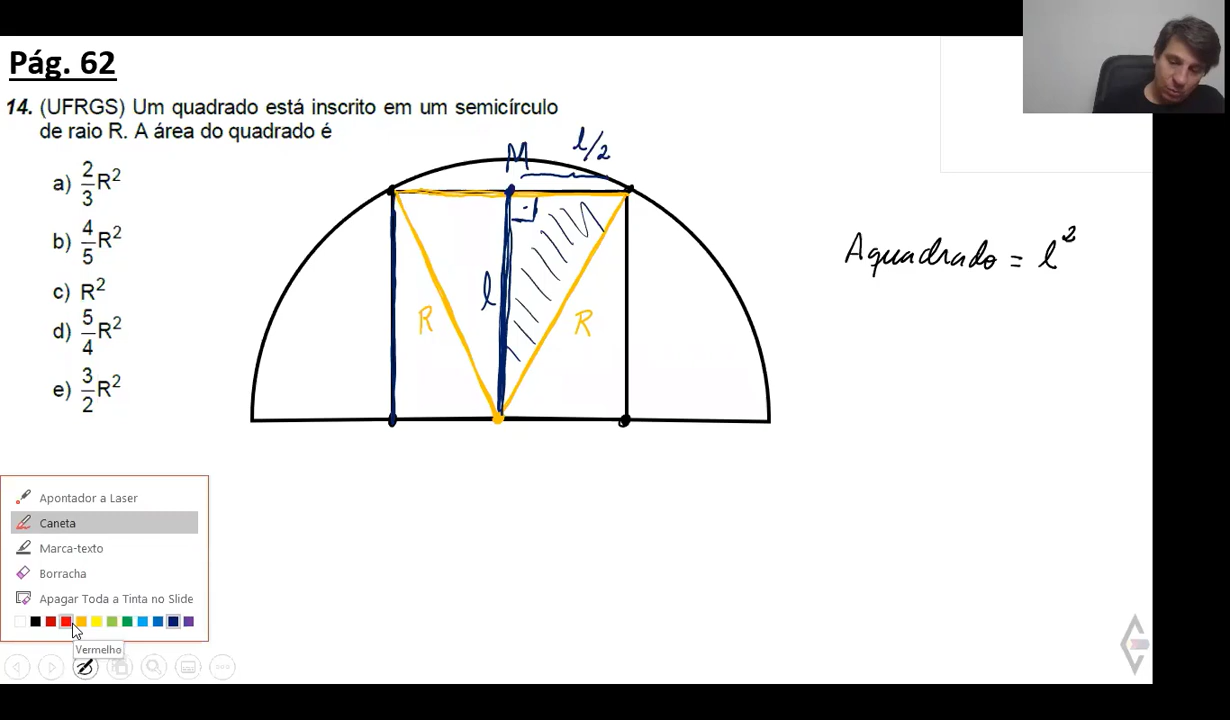 Pág. 62
14. (UFRGS) Um quadrado está inscrito em um semicírculo
de raio R. A área do quadrado é
a) 2/3 R²
b) 4/5 R²
c) R²
d) 5/4 R²
e) 3/2 R²
M
l/2
l
R
R
Aquadrado = l²
Apontador a Laser
Caneta
Marca-texto
Borracha
Apagar Toda a Tinta no Slide
Vermelho